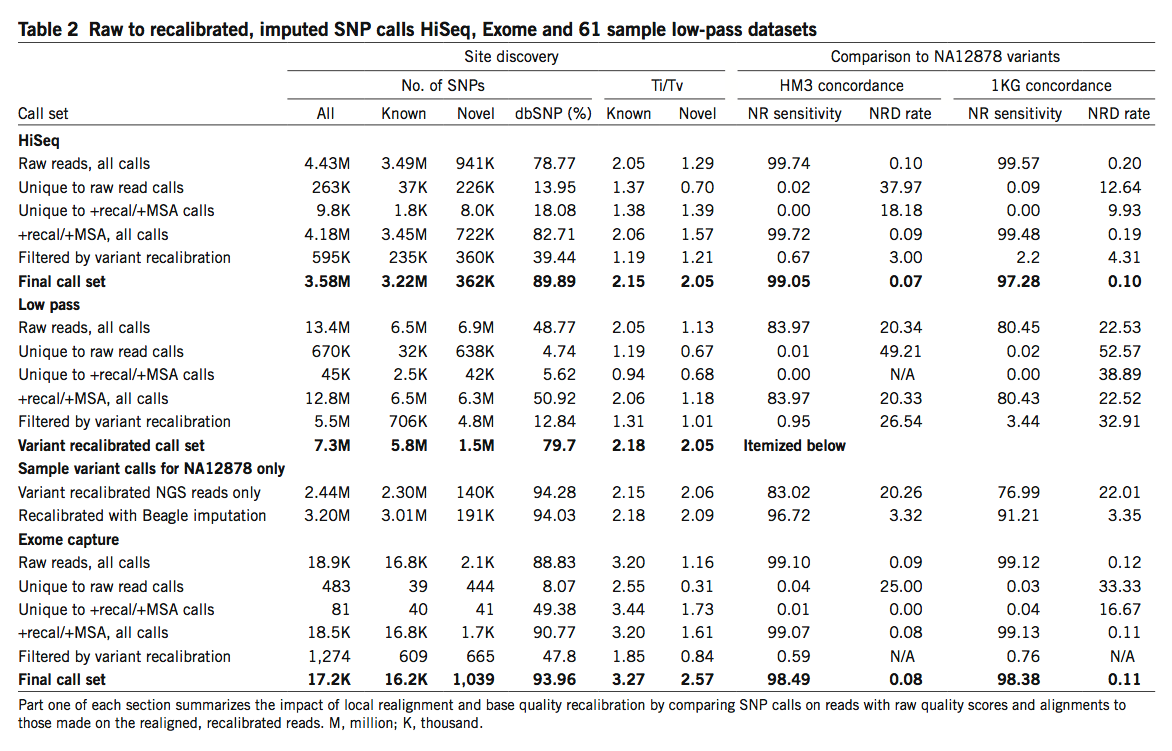 Table 2 Raw to recalibrated, imputed SNP calls HiSeq, Exome and 61 sample low-pass datasets
Site discovery Comparison to NA12878 variants
No. of SNPs Ti/Tv HM3 concordance 1KG concordance
Call set All Known Novel dbSNP (%) Known Novel NR sensitivity NRD rate NR sensitivity NRD rate
HiSeq
Raw reads, all calls 4.43M 3.49M 941K 78.77 2.05 1.29 99.74 0.10 99.57 0.20
Unique to raw read calls 263K 37K 226K 13.95 1.37 0.70 0.02 37.97 0.09 12.64
Unique to +recal/+MSA calls 9.8K 1.8K 8.0K 18.08 1.38 1.39 0.00 18.18 0.00 9.93
+recal/+MSA, all calls 4.18M 3.45M 722K 82.71 2.06 1.57 99.72 0.09 99.48 0.19
Filtered by variant recalibration 595K 235K 360K 39.44 1.19 1.21 0.67 3.00 2.2 4.31
Final call set 3.58M 3.22M 362K 89.89 2.15 2.05 99.05 0.07 97.28 0.10
Low pass
Raw reads, all calls 13.4M 6.5M 6.9M 48.77 2.05 1.13 83.97 20.34 80.45 22.53
Unique to raw read calls 670K 32K 638K 4.74 1.19 0.67 0.01 49.21 0.02 52.57
Unique to +recal/+MSA calls 45K 2.5K 42K 5.62 0.94 0.68 0.00 N/A 0.00 38.89
+recal/+MSA, all calls 12.8M 6.5M 6.3M 50.92 2.06 1.18 83.97 20.33 80.43 22.52
Filtered by variant recalibration 5.5M 706K 4.8M 12.84 1.31 1.01 0.95 26.54 3.44 32.91
Variant recalibrated call set 7.3M 5.8M 1.5M 79.7 2.18 2.05 Itemized below
Sample variant calls for NA12878 only
Variant recalibrated NGS reads only 2.44M 2.30M 140K 94.28 2.15 2.06 83.02 20.26 76.99 22.01
Recalibrated with Beagle imputation 3.20M 3.01M 191K 94.03 2.18 2.09 96.72 3.32 91.21 3.35
Exome capture
Raw reads, all calls 18.9K 16.8K 2.1K 88.83 3.20 1.16 99.10 0.09 99.12 0.12
Unique to raw read calls 483 39 444 8.07 2.55 0.31 0.04 25.00 0.03 33.33
Unique to +recal/+MSA calls 81 40 41 49.38 3.44 1.73 0.01 0.00 0.04 16.67
+recal/+MSA, all calls 18.5K 16.8K 1.7K 90.77 3.20 1.61 99.07 0.08 99.13 0.11
Filtered by variant recalibration 1,274 609 665 47.8 1.85 0.84 0.59 N/A 0.76 N/A
Final call set 17.2K 16.2K 1,039 93.96 3.27 2.57 98.49 0.08 98.38 0.11
Part one of each section summarizes the impact of local realignment and base quality recalibration by comparing SNP calls on reads with raw quality scores and alignments to
those made on the realigned, recalibrated reads. M, million; K, thousand.